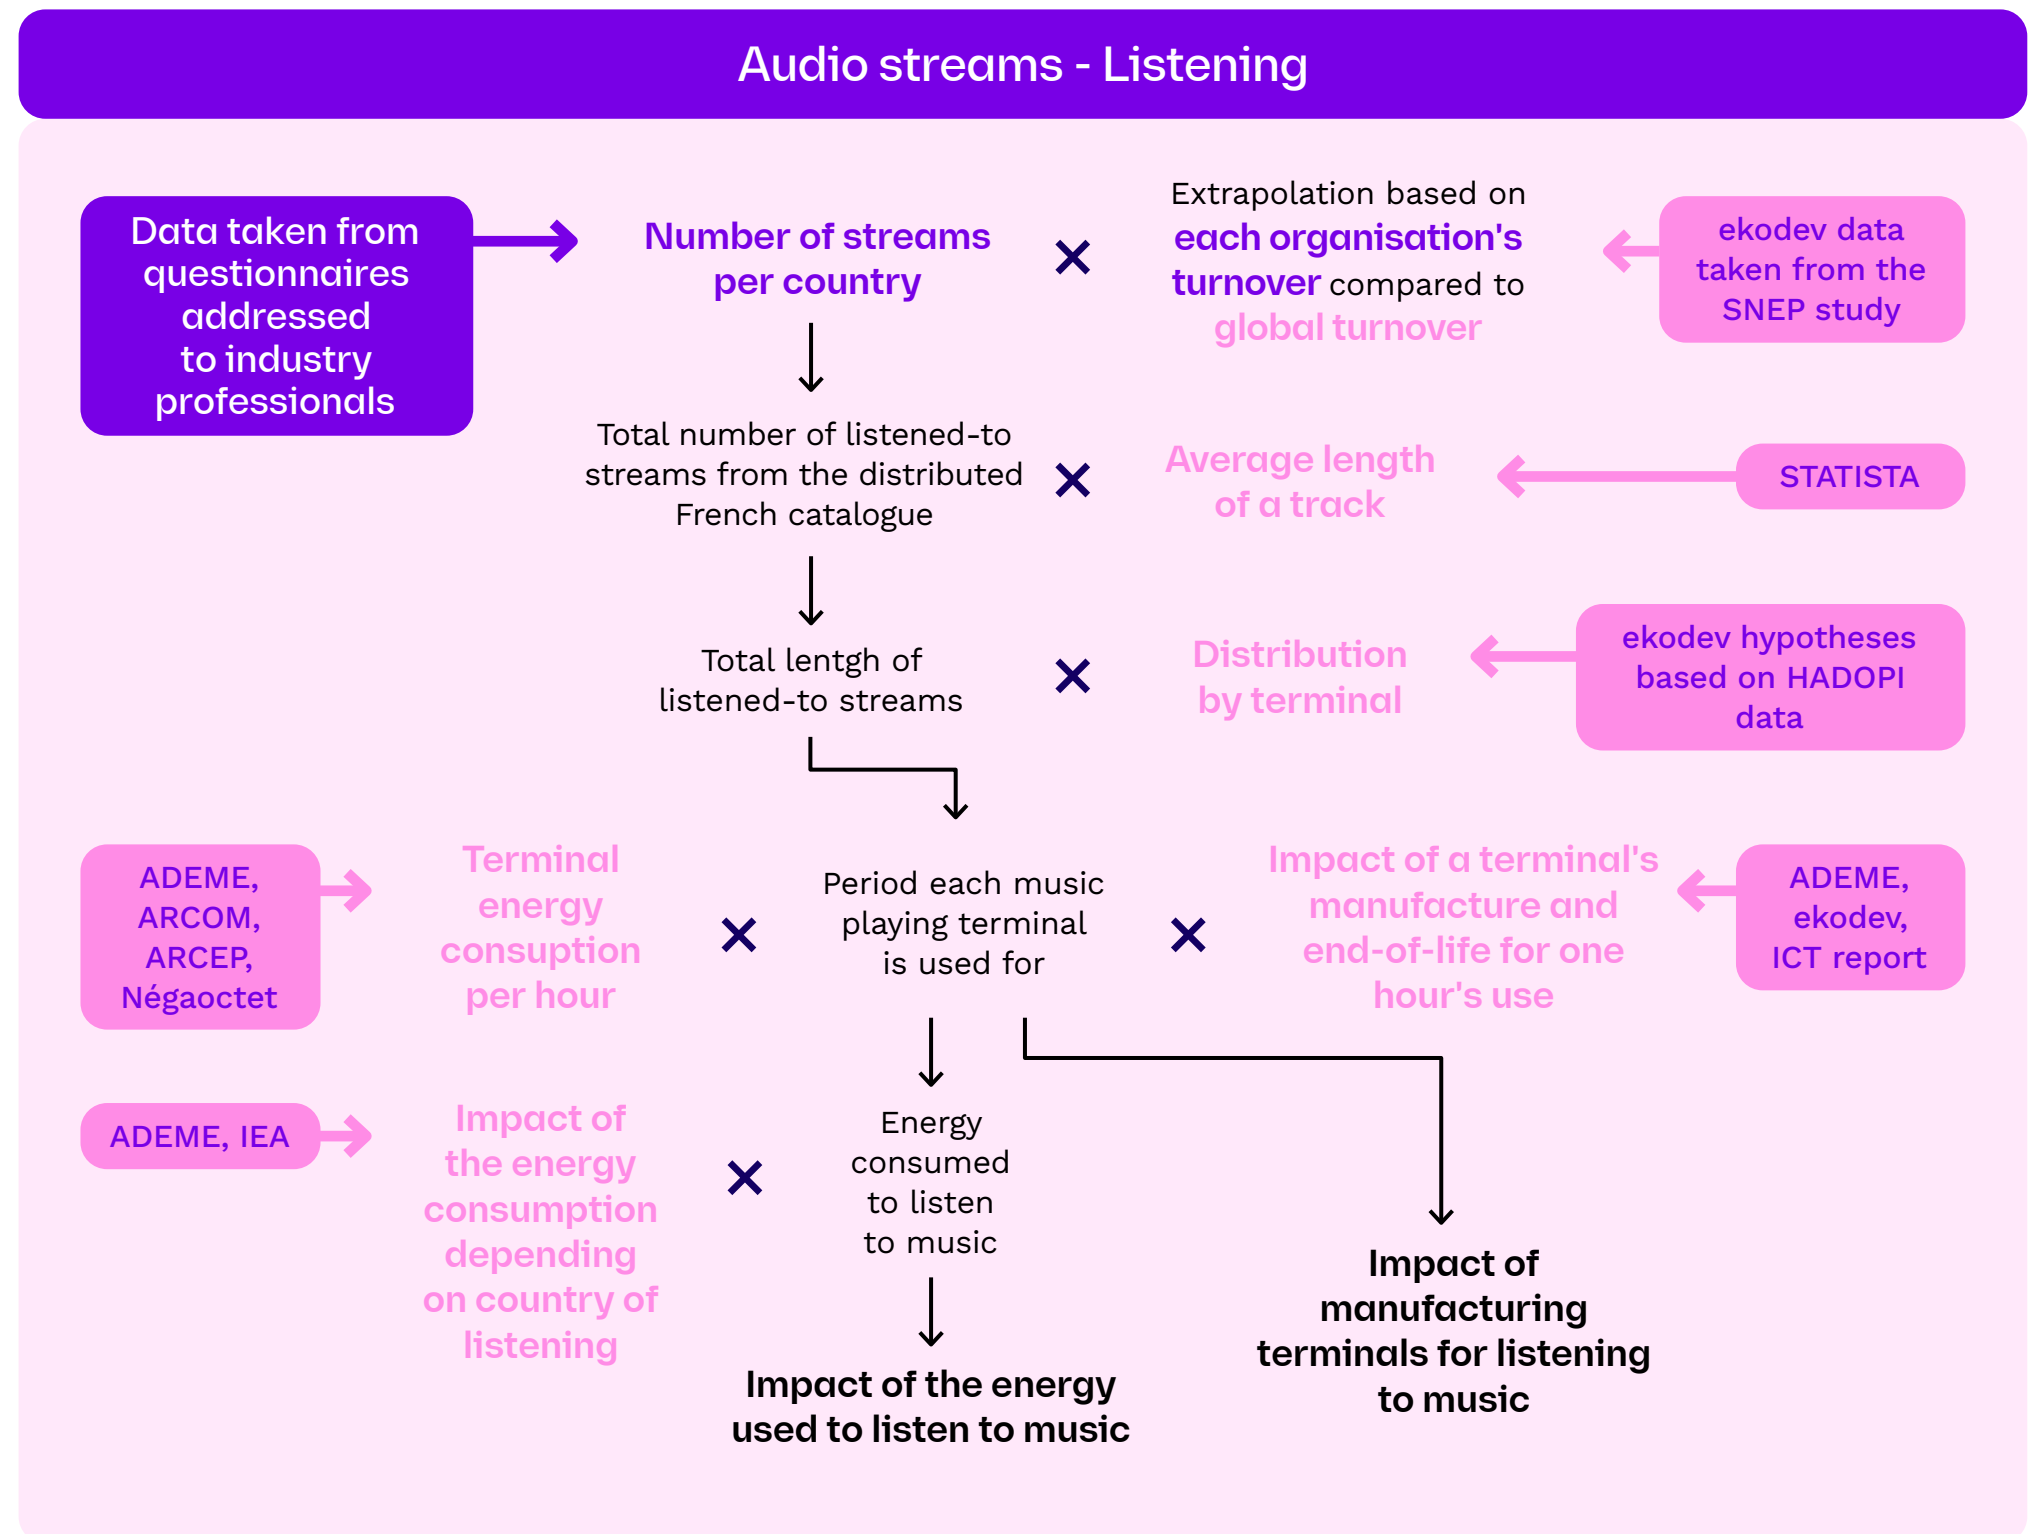 Audio streams - Listening
Data taken from
questionnaires
addressed
to industry
professionals
Number of streams
per country
×
Extrapolation based on
each organisation's
turnover compared to
global turnover
ekodev data
taken from the
SNEP study
Total number of listened-to
streams from the distributed
French catalogue
×
Average length
of a track
STATISTA
Total lentgh of
listened-to streams
×
Distribution
by terminal
ekodev hypotheses
based on HADOPI
data
ADEME,
ARCOM,
ARCEP,
Négaoctet
Terminal
energy
consuption
per hour
×
Period each music
playing terminal
is used for
×
Impact of a terminal's
manufacture and
end-of-life for one
hour's use
ADEME,
ekodev,
ICT report
ADEME, IEA
Impact of
the energy
consumption
depending
on country of
listening
×
Energy
consumed
to listen
to music
Impact of the energy
used to listen to music
Impact of
manufacturing
terminals for listening
to music